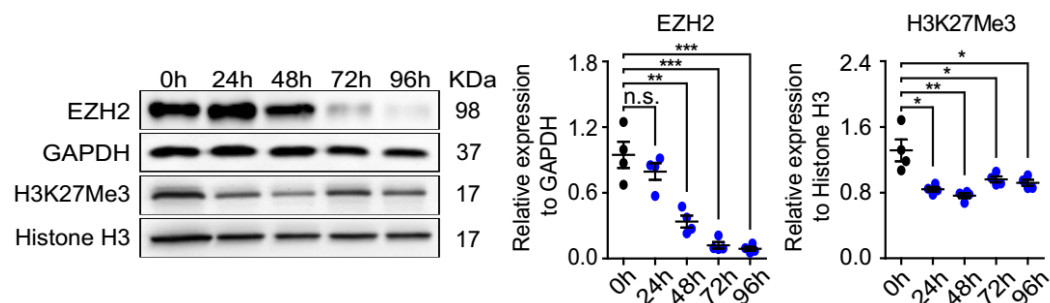 0h 24h 48h 72h 96h KDa
EZH2 98
GAPDH 37
H3K27Me3 17
Histone H3 17
EZH2
***
***
**
n.s.
Relative expression
to GAPDH
1.8
1.2
0.6
0.0
0h 24h 48h 72h 96h
H3K27Me3
*
*
**
*
Relative expression
to Histone H3
2.4
1.6
0.8
0.0
0h 24h 48h 72h 96h